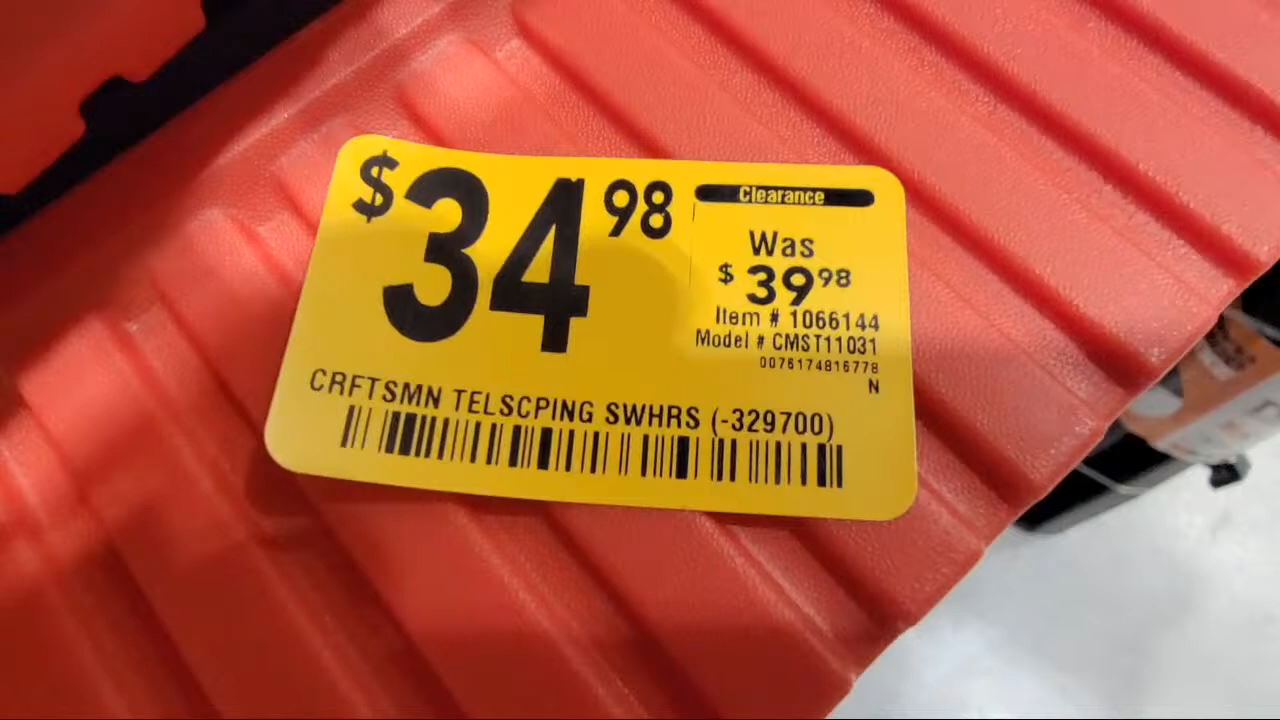 $34 98
Clearance
Was
$39 98
Item # 1066144
Model # CMST11031
0076174816778
N
CRFTSMN TELSCPING SWHRS (-329700)